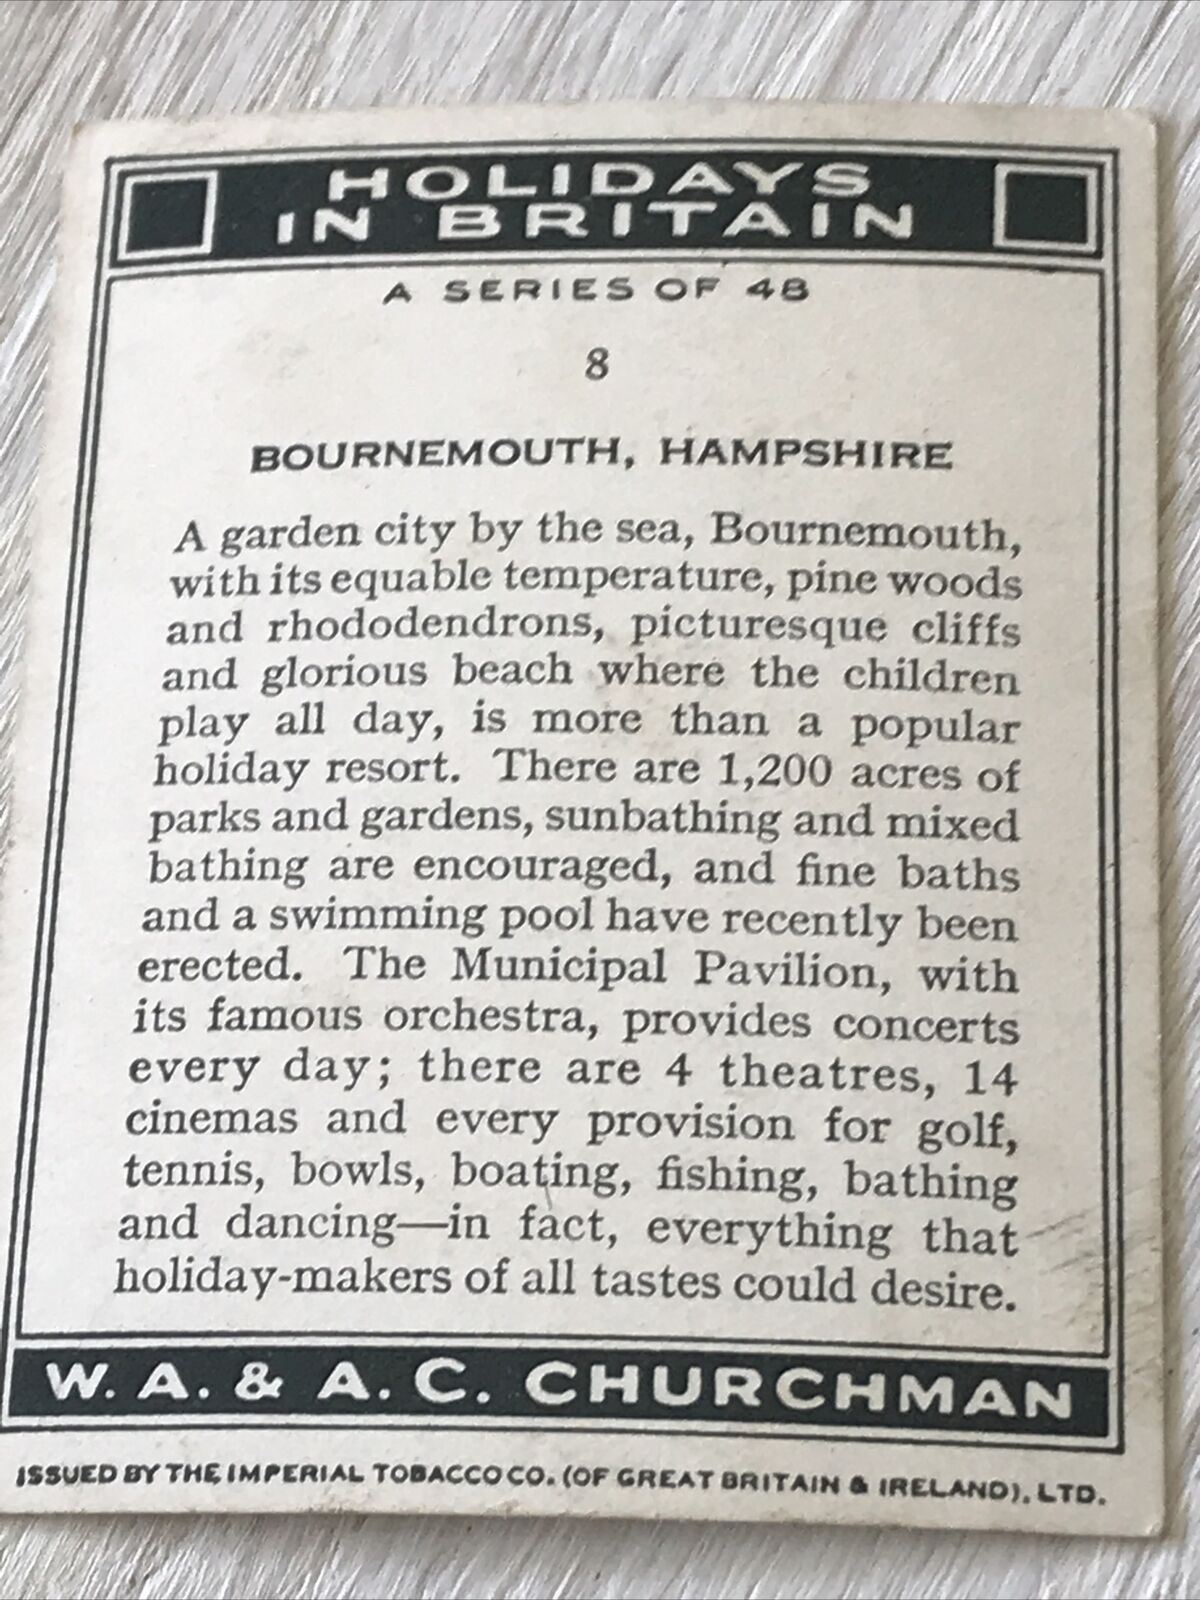 HOLIDAYS
IN BRITAIN
A SERIES OF 48
8
BOURNEMOUTH, HAMPSHIRE
A garden city by the sea, Bournemouth,
with its equable temperature, pine woods
and rhododendrons, picturesque cliffs
and glorious beach where the children
play all day, is more than a popular
holiday resort. There are 1,200 acres of
parks and gardens, sunbathing and mixed
bathing are encouraged, and fine baths
and a swimming pool have recently been
erected. The Municipal Pavilion, with
its famous orchestra, provides concerts
every day; there are 4 theatres, 14
cinemas and every provision for golf,
tennis, bowls, boating, fishing, bathing
and dancing—in fact, everything that
holiday-makers of all tastes could desire.
W. A. & A. C. CHURCHMAN
ISSUED BY THE IMPERIAL TOBACCO CO. (OF GREAT BRITAIN & IRELAND), LTD.